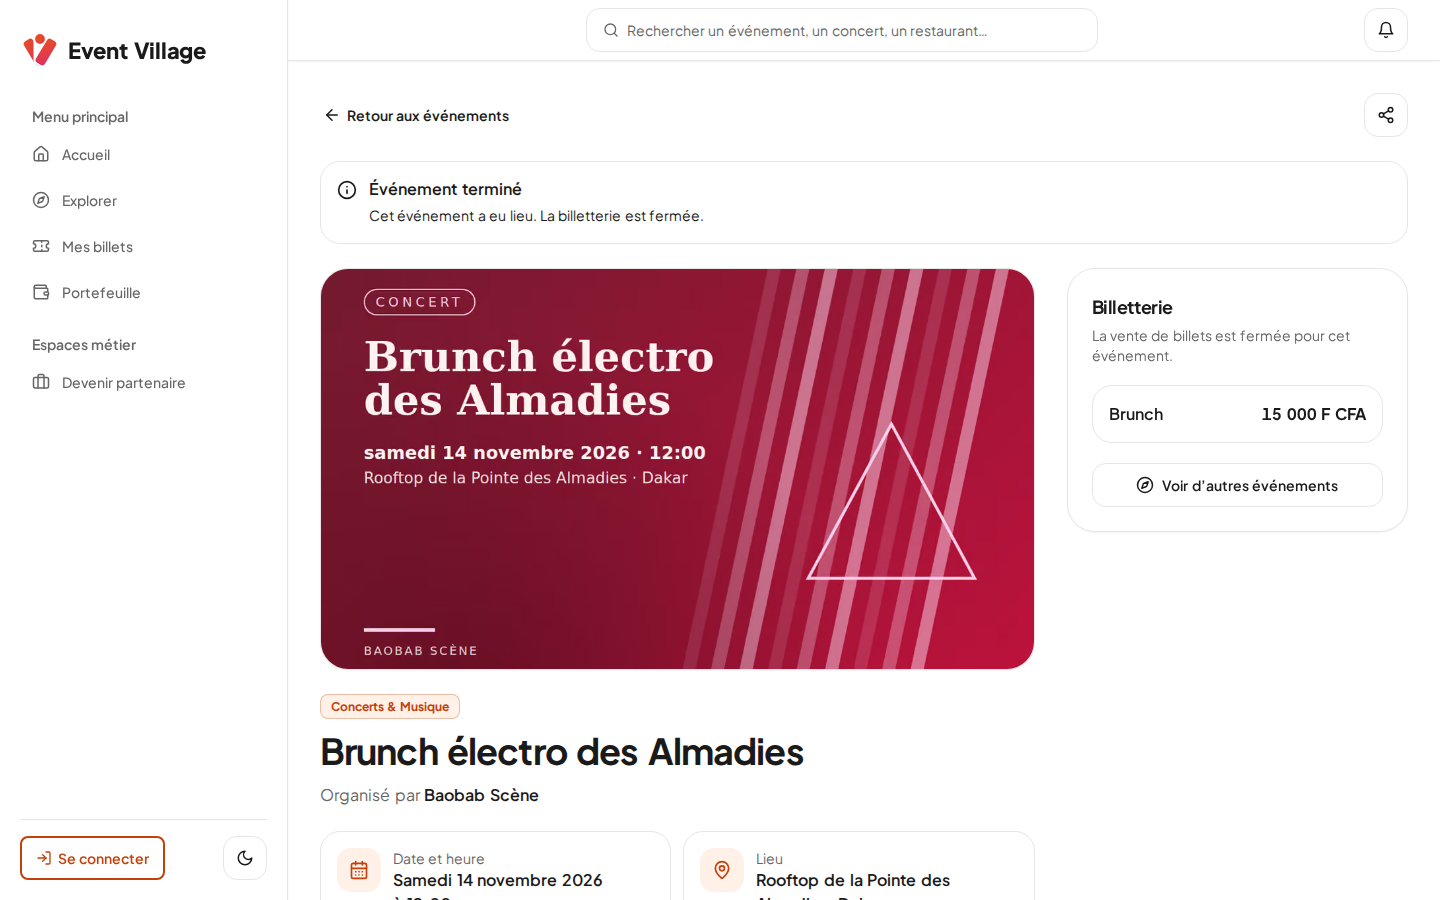 Event Village
Rechercher un événement, un concert, un restaurant…
Menu principal
Accueil
Explorer
Mes billets
Portefeuille
Espaces métier
Devenir partenaire
Se connecter
Retour aux événements
Événement terminé
Cet événement a eu lieu. La billetterie est fermée.
CONCERT
Brunch électro
des Almadies
samedi 14 novembre 2026 · 12:00
Rooftop de la Pointe des Almadies · Dakar
BAOBAB SCÈNE
Billetterie
La vente de billets est fermée pour cet
événement.
Brunch 15 000 F CFA
Voir d’autres événements
Concerts & Musique
Brunch électro des Almadies
Organisé par Baobab Scène
Date et heure
Samedi 14 novembre 2026
Lieu
Rooftop de la Pointe des